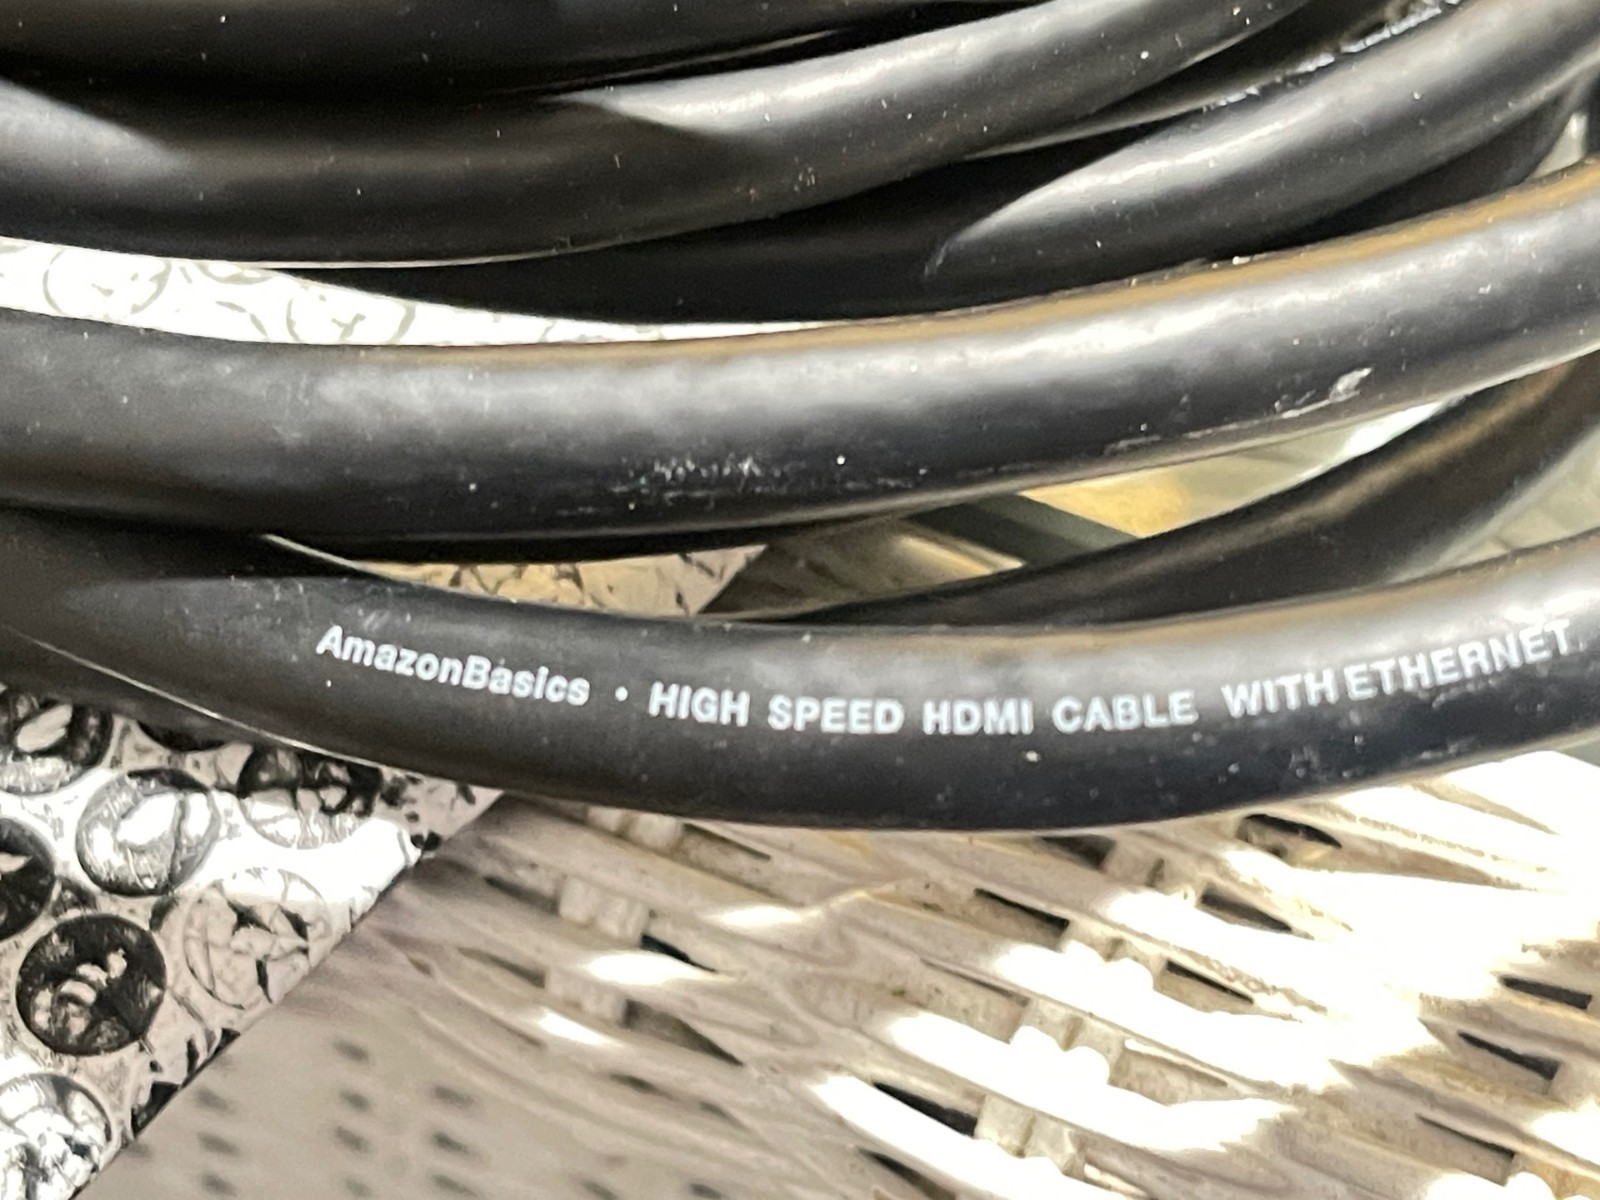 AmazonBasics • HIGH SPEED HDMI CABLE WITH ETHERNET